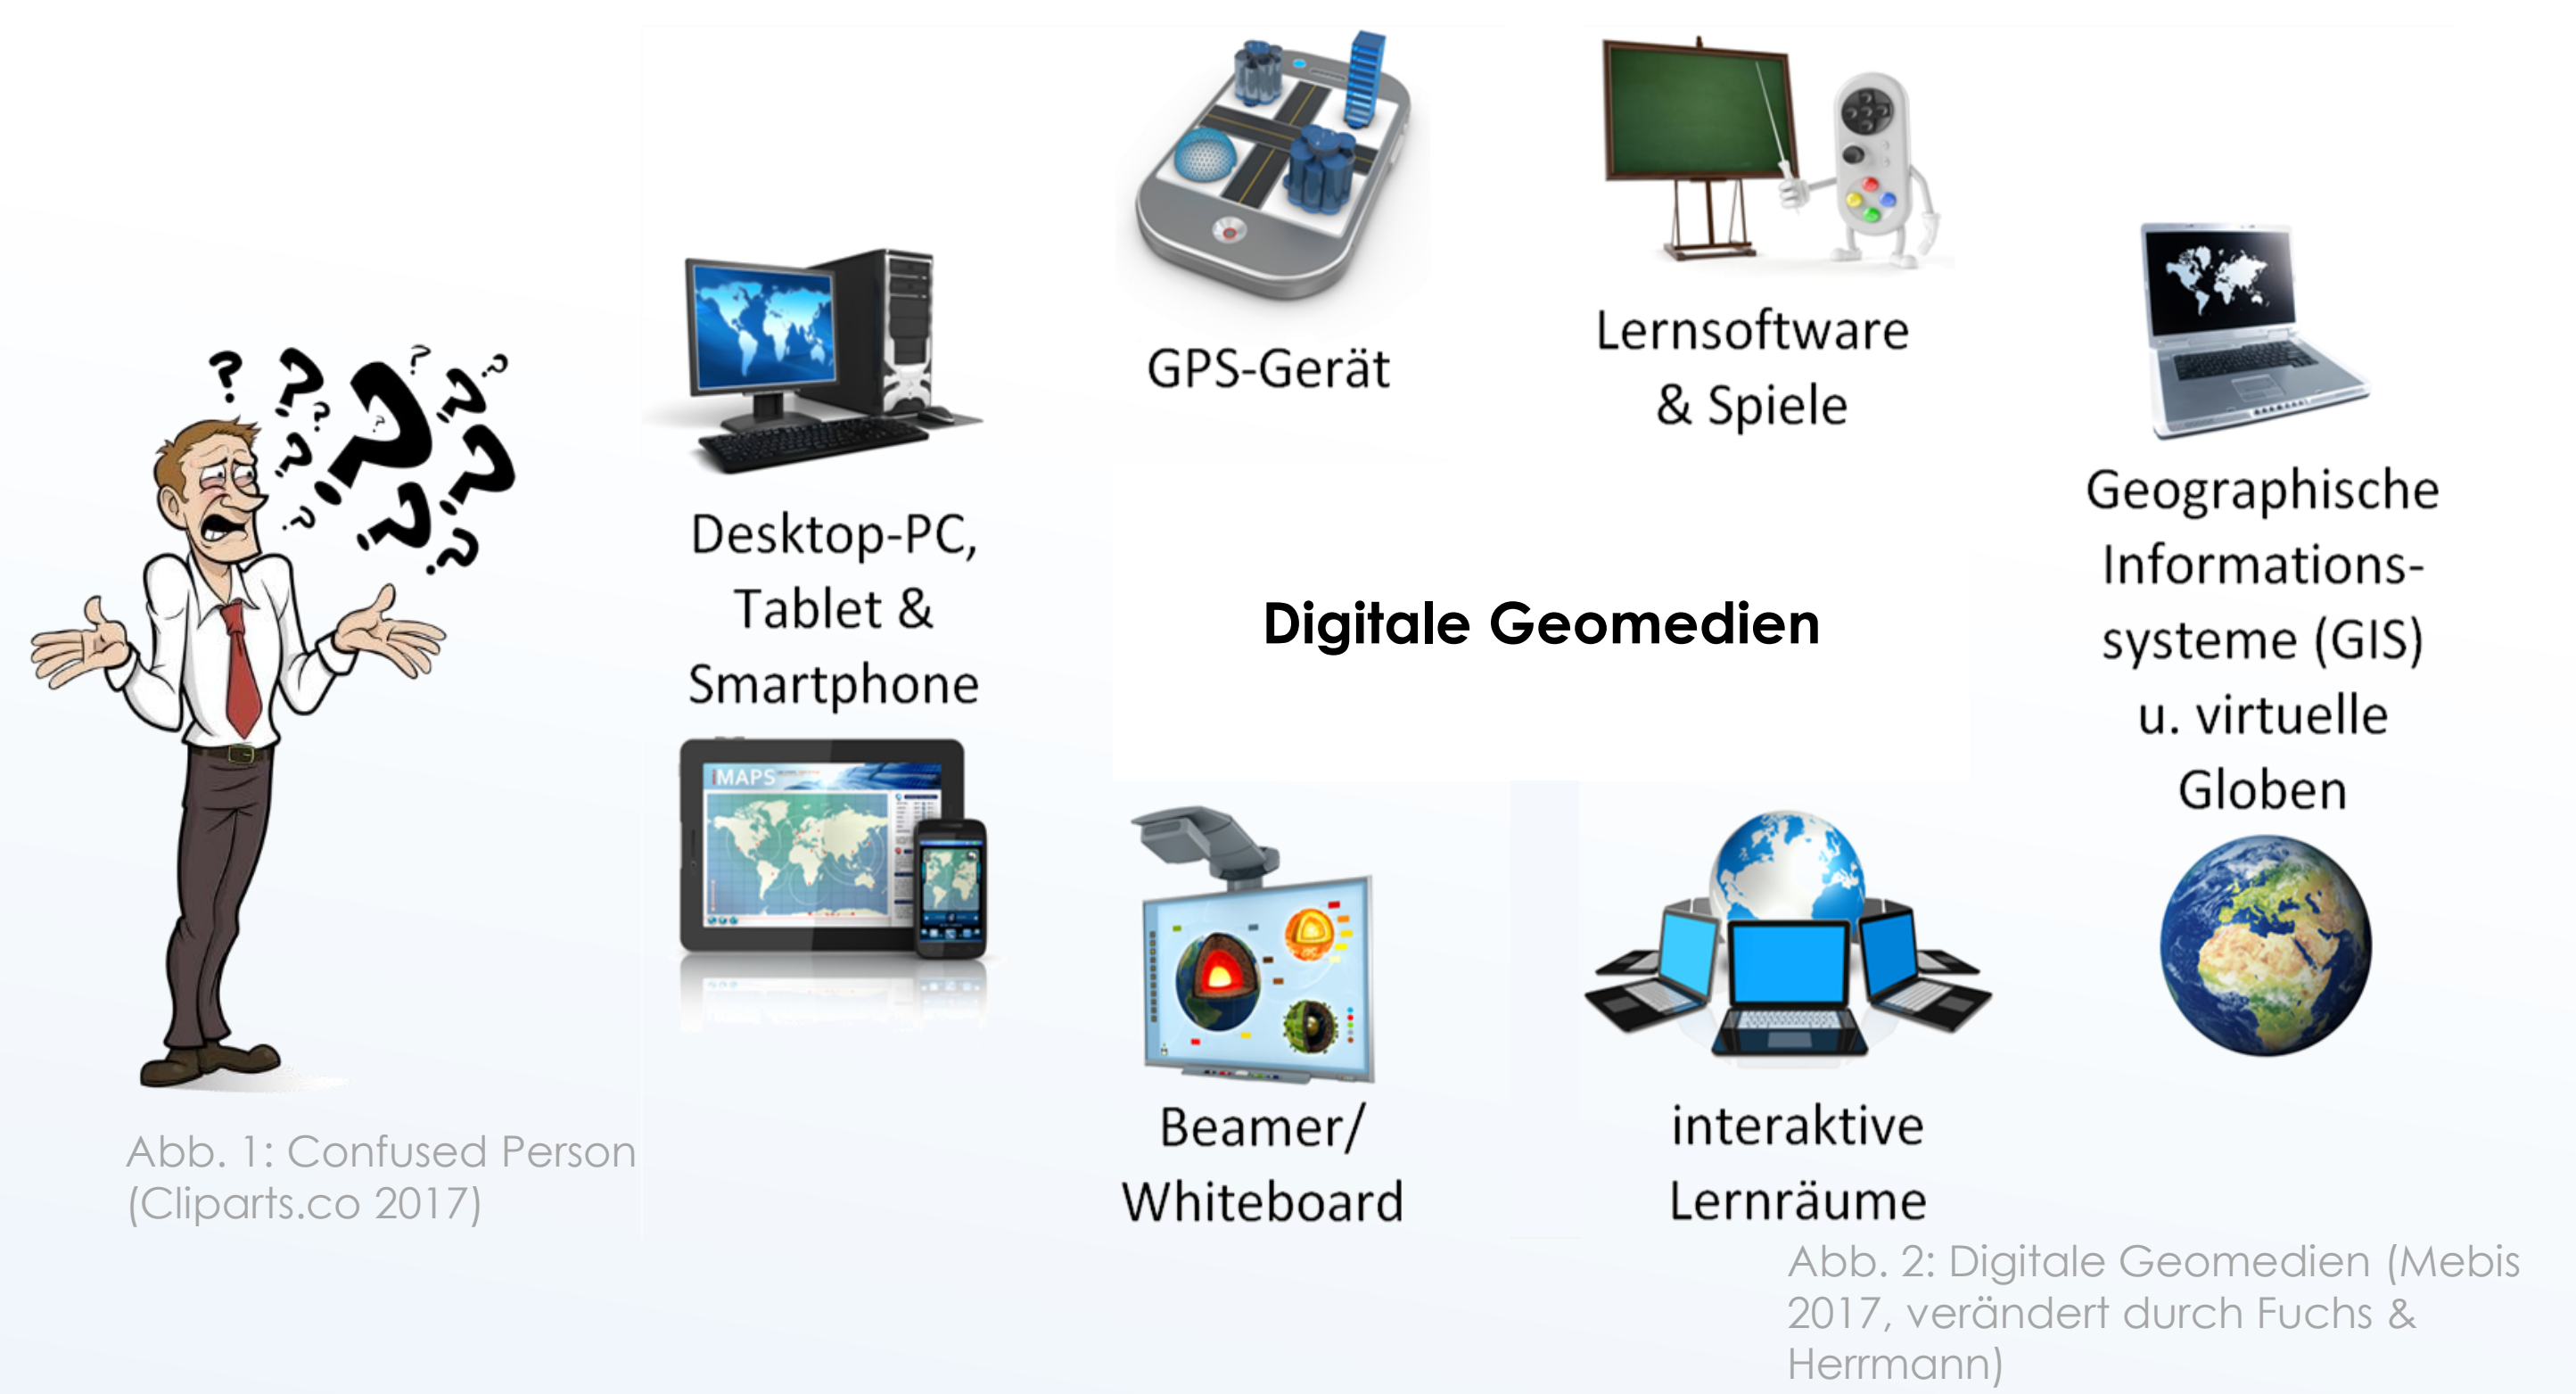 GPS-Gerät
Lernsoftware
& Spiele
Desktop-PC,
Tablet &
Smartphone
Geographische
Informations-
systeme (GIS)
u. virtuelle
Globen
Digitale Geomedien
iMAPS
Beamer/
Whiteboard
interaktive
Lernräume
Abb. 1: Confused Person
(Cliparts.co 2017)
Abb. 2: Digitale Geomedien (Mebis
2017, verändert durch Fuchs &
Herrmann)